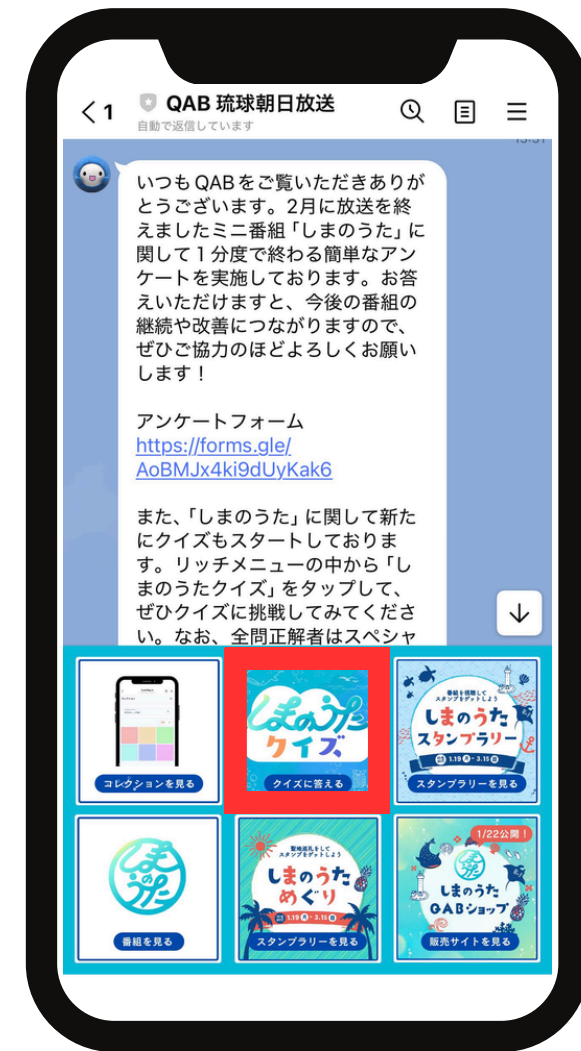 1
QAB 琉球朝日放送
自動で返信しています
いつもQABをご覧いただきありが
とうございます。2月に放送を終
えましたミニ番組「しまのうた」に
関して1分度で終わる簡単なアン
ケートを実施しております。お答
えいただけますと、今後の番組の
継続や改善につながりますので、
ぜひご協力のほどよろしくお願い
します！
アンケートフォーム
https://forms.gle/
AoBMJx4ki9dUyKak6
また、「しまのうた」に関して新た
にクイズもスタートしておりま
す。リッチメニューの中から「し
まのうたクイズ」をタップして、
ぜひクイズに挑戦してみてくださ
い。なお、全問正解者はスペシャ
コレクションを見る
しまのうた
クイズ
クイズに答える
番組を視聴して
スタンプをゲットしよう
しまのうた
スタンプラリー
1.19 - 3.15
スタンプラリーを見る
しまのうた
番組を見る
聖地巡礼をして
スタンプをゲットしよう
しまのうた
めぐり
1.19 - 3.15
スタンプラリーを見る
1/22公開！
しまのうた
しまのうた
QABショップ
販売サイトを見る